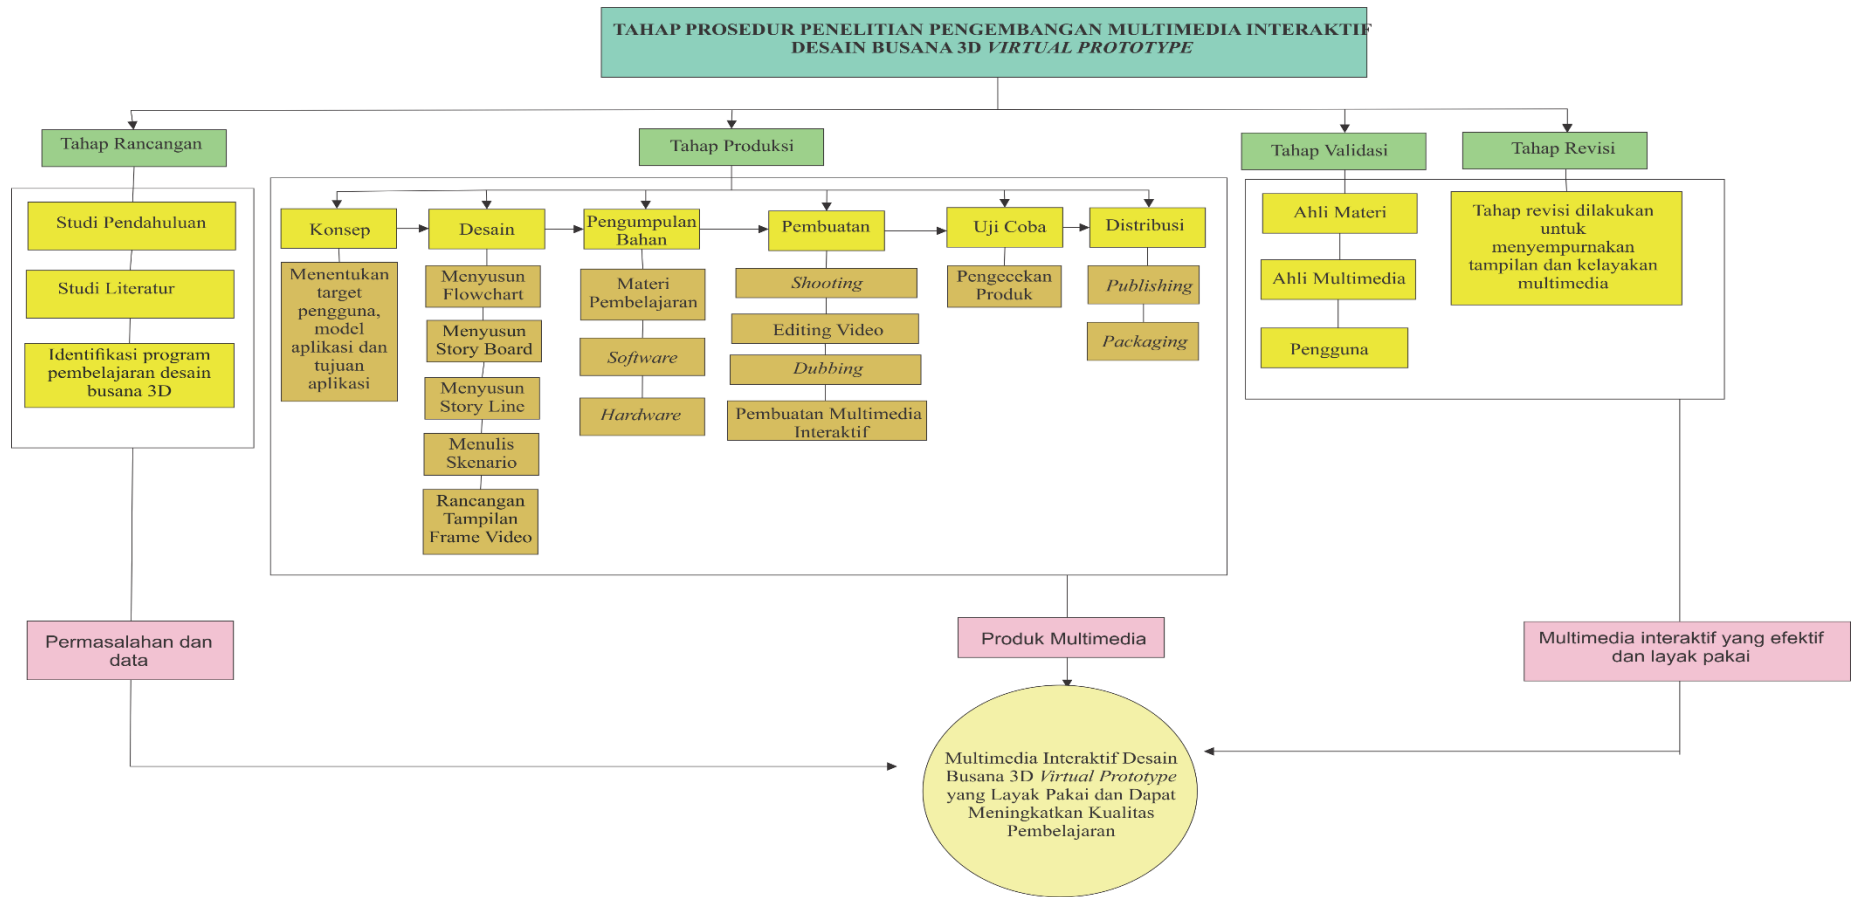 TAHAP PROSEDUR PENELITIAN PENGEMBANGAN MULTIMEDIA INTERAKTIF
DESAIN BUSANA 3D VIRTUAL PROTOTYPE
Tahap Rancangan
Tahap Produksi
Tahap Validasi
Tahap Revisi
Studi Pendahuluan
Studi Literatur
Identifikasi program
pembelajaran desain
busana 3D
Konsep
Menentukan
target
pengguna,
model
aplikasi dan
tujuan
aplikasi
Desain
Menyusun
Flowchart
Menyusun
Story Board
Menyusun
Story Line
Menulis
Skenario
Rancangan
Tampilan
Frame Video
Pengumpulan
Bahan
Materi
Pembelajaran
Software
Hardware
Pembuatan
Shooting
Editing Video
Dubbing
Pembuatan Multimedia
Interaktif
Uji Coba
Pengecekan
Produk
Distribusi
Publishing
Packaging
Ahli Materi
Ahli Multimedia
Pengguna
Tahap revisi dilakukan
untuk
menyempurnakan
tampilan dan kelayakan
multimedia
Permasalahan dan
data
Produk Multimedia
Multimedia interaktif yang efektif
dan layak pakai
Multimedia Interaktif Desain
Busana 3D Virtual Prototype
yang Layak Pakai dan Dapat
Meningkatkan Kualitas
Pembelajaran